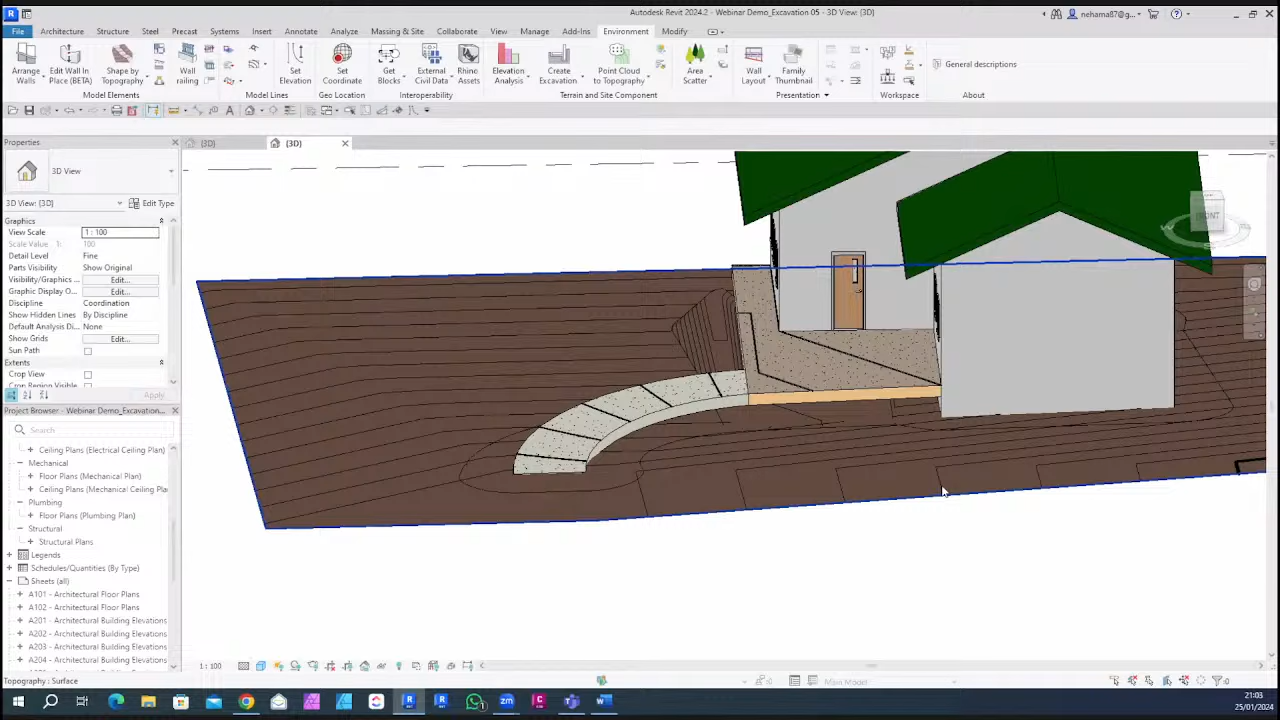 Autodesk Revit 2024.2 - Webinar Demo_Excavation 05 - 3D View: {3D}
nehama87@g...
File Architecture Structure Steel Precast Systems Insert Annotate Analyze Massing & Site Collaborate View Manage Add-Ins Environment Modify
Arrange Walls
Edit Wall In Place (BETA)
Shape by Topography
Wall railing
Set Elevation
Set Coordinate
Get Blocks
External Civil Data
Rhino Assets
Elevation Analysis
Create Excavation
Point Cloud to Topography
Area Scatter
Wall Layout
Family Thumbnail
General descriptions
Model Elements
Model Lines
Geo Location
Interoperability
Terrain and Site Component
Presentation
Workspace
About
Properties
{3D}
{3D}
3D View
3D View: {3D}
Edit Type
Graphics
View Scale 1 : 100
Scale Value 1: 100
Detail Level Fine
Parts Visibility Show Original
Visibility/Graphics ... Edit...
Graphic Display O... Edit...
Discipline Coordination
Show Hidden Lines By Discipline
Default Analysis Di... None
Show Grids Edit...
Sun Path
Extents
Crop View
Crop Region Visible
Apply
Project Browser - Webinar Demo_Excavation...
Search
Ceiling Plans (Electrical Ceiling Plan)
Mechanical
Floor Plans (Mechanical Plan)
Ceiling Plans (Mechanical Ceiling Pla
Plumbing
Floor Plans (Plumbing Plan)
Structural
Structural Plans
Legends
Schedules/Quantities (By Type)
Sheets (all)
A101 - Architectural Floor Plans
A102 - Architectural Floor Plans
A201 - Architectural Building Elevations
A202 - Architectural Building Elevations
A203 - Architectural Building Elevations
A204 - Architectural Building Elevations
FRONT
1 : 100
Topography : Surface
:0
Main Model
:0
21:03
25/01/2024